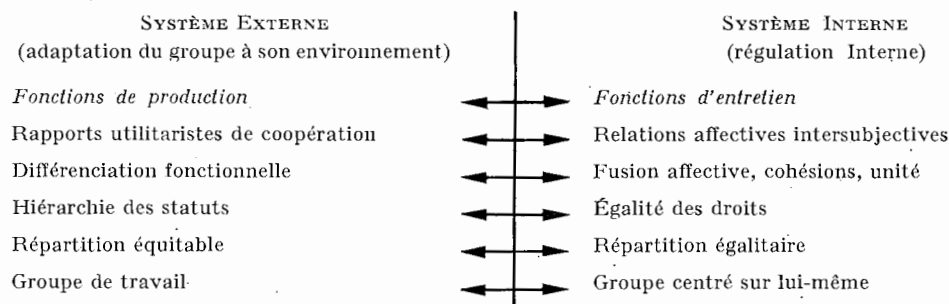 SYSTÈME EXTERNE
(adaptation du groupe à son environnement)
Fonctions de production
Rapports utilitaristes de coopération
Différenciation fonctionnelle
Hiérarchie des statuts
Répartition équitable
Groupe de travail
SYSTÈME INTERNE
(régulation Interne)
Fonctions d'entretien
Relations affectives intersubjectives
Fusion affective, cohésions, unité
Égalité des droits
Répartition égalitaire
Groupe centré sur lui-même